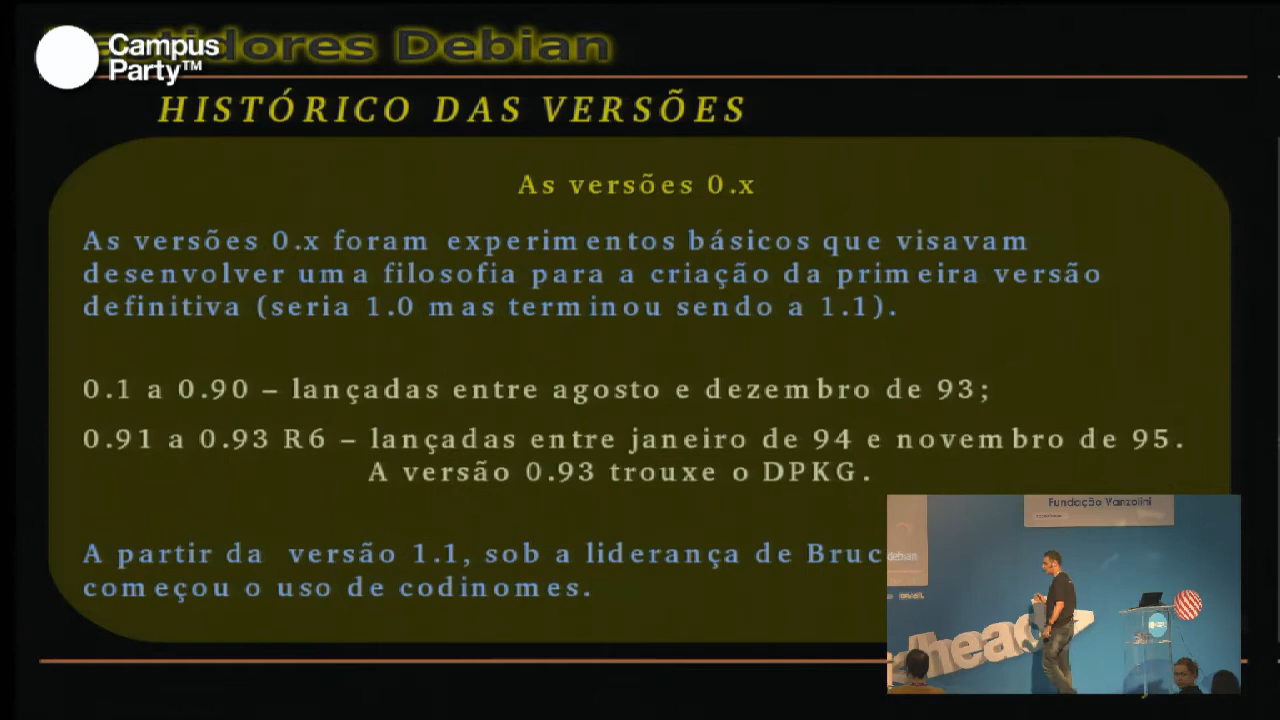 Campus
Party™
Debian
HISTÓRICO DAS VERSÕES
As versões 0.x
As versões 0.x foram experimentos básicos que visavam
desenvolver uma filosofia para a criação da primeira versão
definitiva (seria 1.0 mas terminou sendo a 1.1).
0.1 a 0.90 – lançadas entre agosto e dezembro de 93;
0.91 a 0.93 R6 – lançadas entre janeiro de 94 e novembro de 95.
A versão 0.93 trouxe o DPKG.
A partir da versão 1.1, sob a liderança de Bruc
começou o uso de codinomes.
Fundação Vanzolini
debian
head